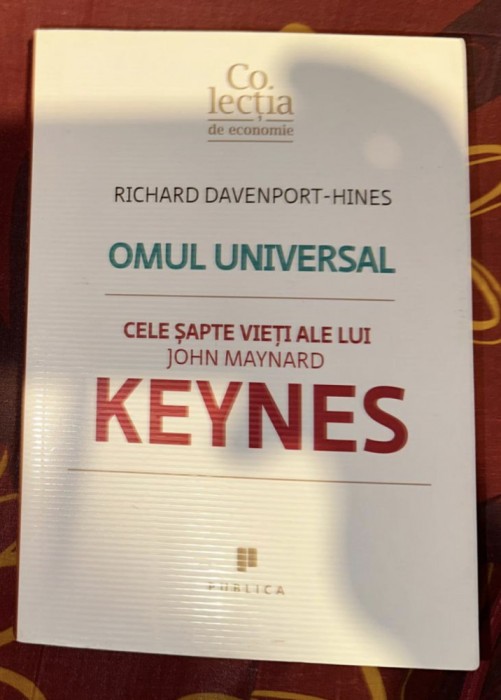 Co.
lecția
de economie
RICHARD DAVENPORT-HINES
OMUL UNIVERSAL
CELE ȘAPTE VIEȚI ALE LUI
JOHN MAYNARD
KEYNES
PUBLICA